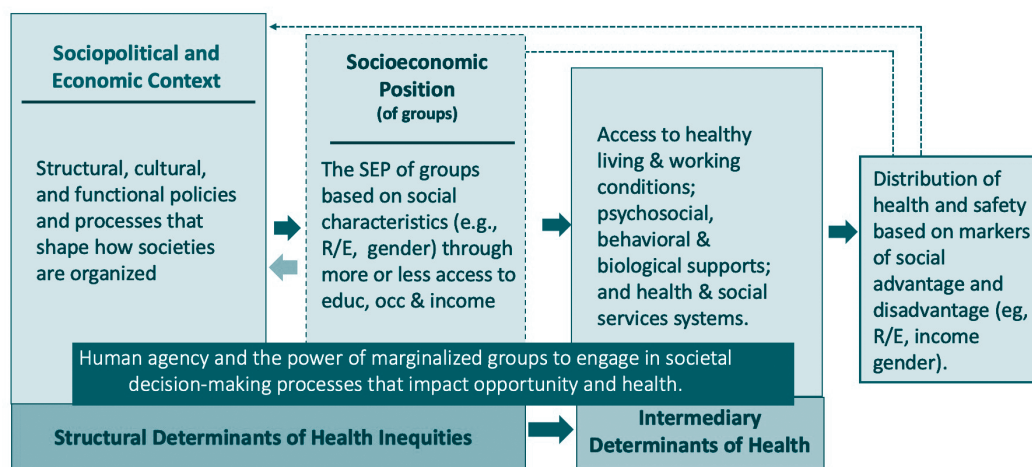 Sociopolitical and
Economic Context
Structural, cultural,
and functional policies
and processes that
shape how societies
are organized
Socioeconomic
Position
(of groups)
The SEP of groups
based on social
characteristics (e.g.,
R/E, gender) through
more or less access to
educ, occ & income
Access to healthy
living & working
conditions;
psychosocial,
behavioral &
biological supports;
and health & social
services systems.
Distribution of
health and safety
based on markers
of social
advantage and
disadvantage (eg,
R/E, income
gender).
Human agency and the power of marginalized groups to engage in societal
decision-making processes that impact opportunity and health.
Structural Determinants of Health Inequities
Intermediary
Determinants of Health